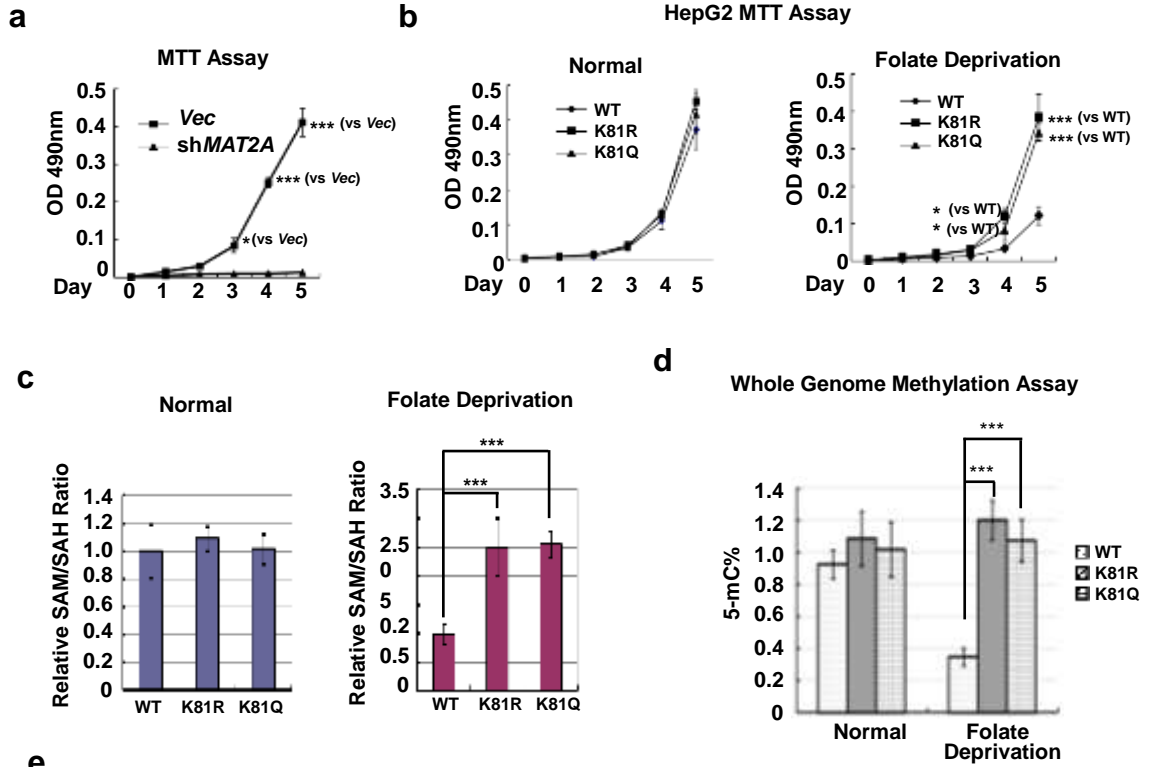 a
MTT Assay
OD 490nm
0.5
0.4
0.3
0.2
0.1
0
Vec
shMAT2A
*** (vs Vec)
*** (vs Vec)
* (vs Vec)
Day 0 1 2 3 4 5
b
HepG2 MTT Assay
Normal
OD 490nm
0.5
0.4
0.3
0.2
0.1
0
WT
K81R
K81Q
Day 0 1 2 3 4 5
Folate Deprivation
OD 490nm
0.5
0.4
0.3
0.2
0.1
0
WT
K81R
K81Q
*** (vs WT)
*** (vs WT)
* (vs WT)
* (vs WT)
Day 0 1 2 3 4 5
c
Normal
Relative SAM/SAH Ratio
1.4
1.2
1.0
0.8
0.6
0.4
0.2
0
WT K81R K81Q
Folate Deprivation
Relative SAM/SAH Ratio
***
***
3.5
2.5
0
5
0.2
0.5
0
WT K81R K81Q
d
Whole Genome Methylation Assay
5-mC%
***
***
1.4
1.2
1.0
0.8
0.6
0.4
0.2
0
WT
K81R
K81Q
Normal
Folate
Deprivation
e